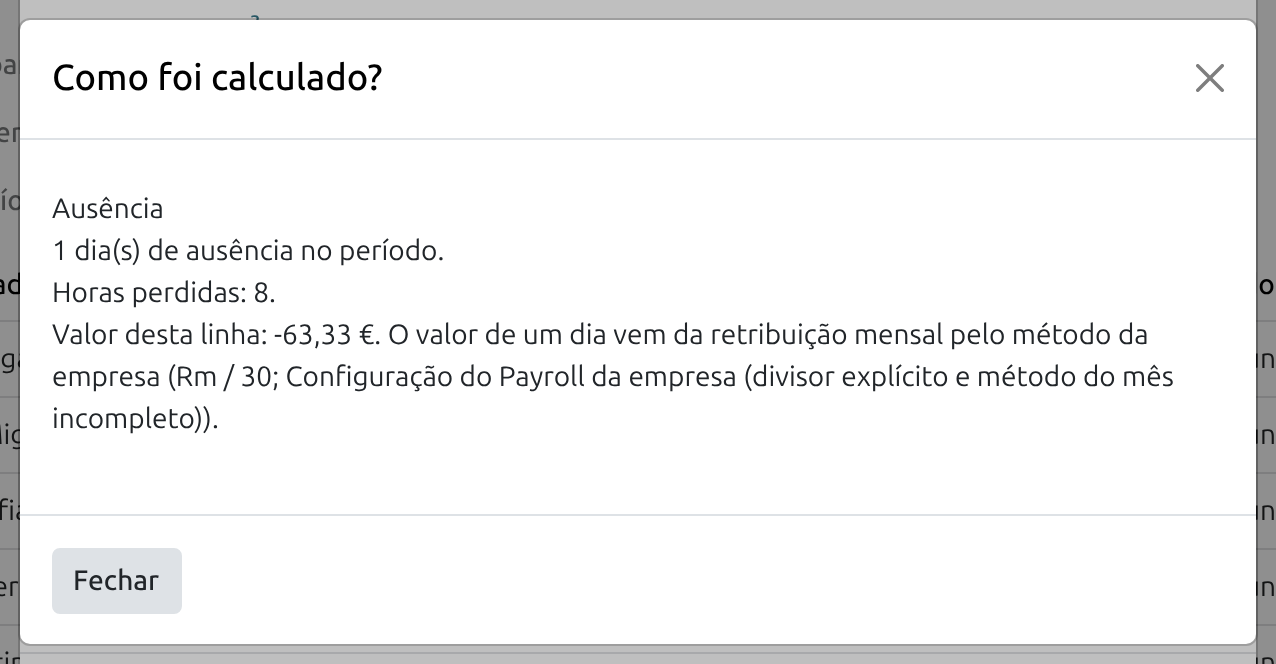 Como foi calculado?
Ausência
1 dia(s) de ausência no período.
Horas perdidas: 8.
Valor desta linha: -63,33 €. O valor de um dia vem da retribuição mensal pelo método da
empresa (Rm / 30; Configuração do Payroll da empresa (divisor explícito e método do mês
incompleto)).
Fechar